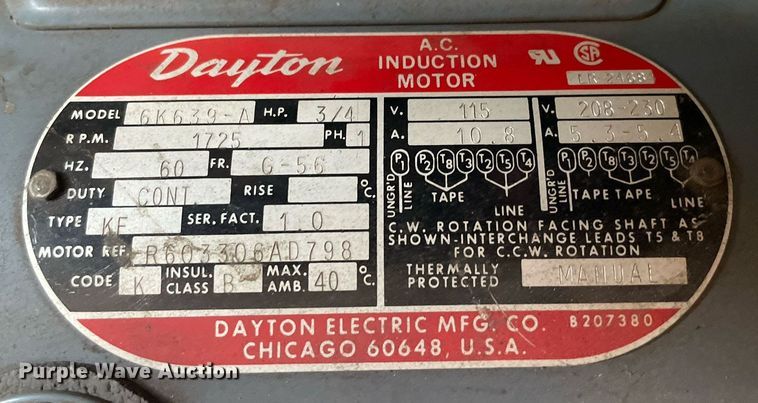 Dayton
A.C.
INDUCTION
MOTOR
RU
SA
LR 2468
MODEL 6K639-A H.P. 3/4
R.P.M. 1725 PH. 1
HZ. 60 FR. G-56
DUTY CONT RISE °C.
TYPE KF SER. FACT. 1.0
MOTOR REF. R603306AD798
CODE K INSUL. CLASS B MAX. AMB. 40 °C.
V. 115
A. 10.8
P1 P2 T8 T3 T2 T5 T4
UNGR'D LINE TAPE LINE
V. 208-230
A. 5.3-5.4
P1 P2 T8 T3 T2 T5 T4
UNGR'D LINE TAPE TAPE LINE
C.W. ROTATION FACING SHAFT AS
SHOWN-INTERCHANGE LEADS T5 & T8
FOR C.C.W. ROTATION
THERMALLY
PROTECTED MANUAL
DAYTON ELECTRIC MFG. CO. B207380
CHICAGO 60648, U.S.A.
Purple Wave Auction